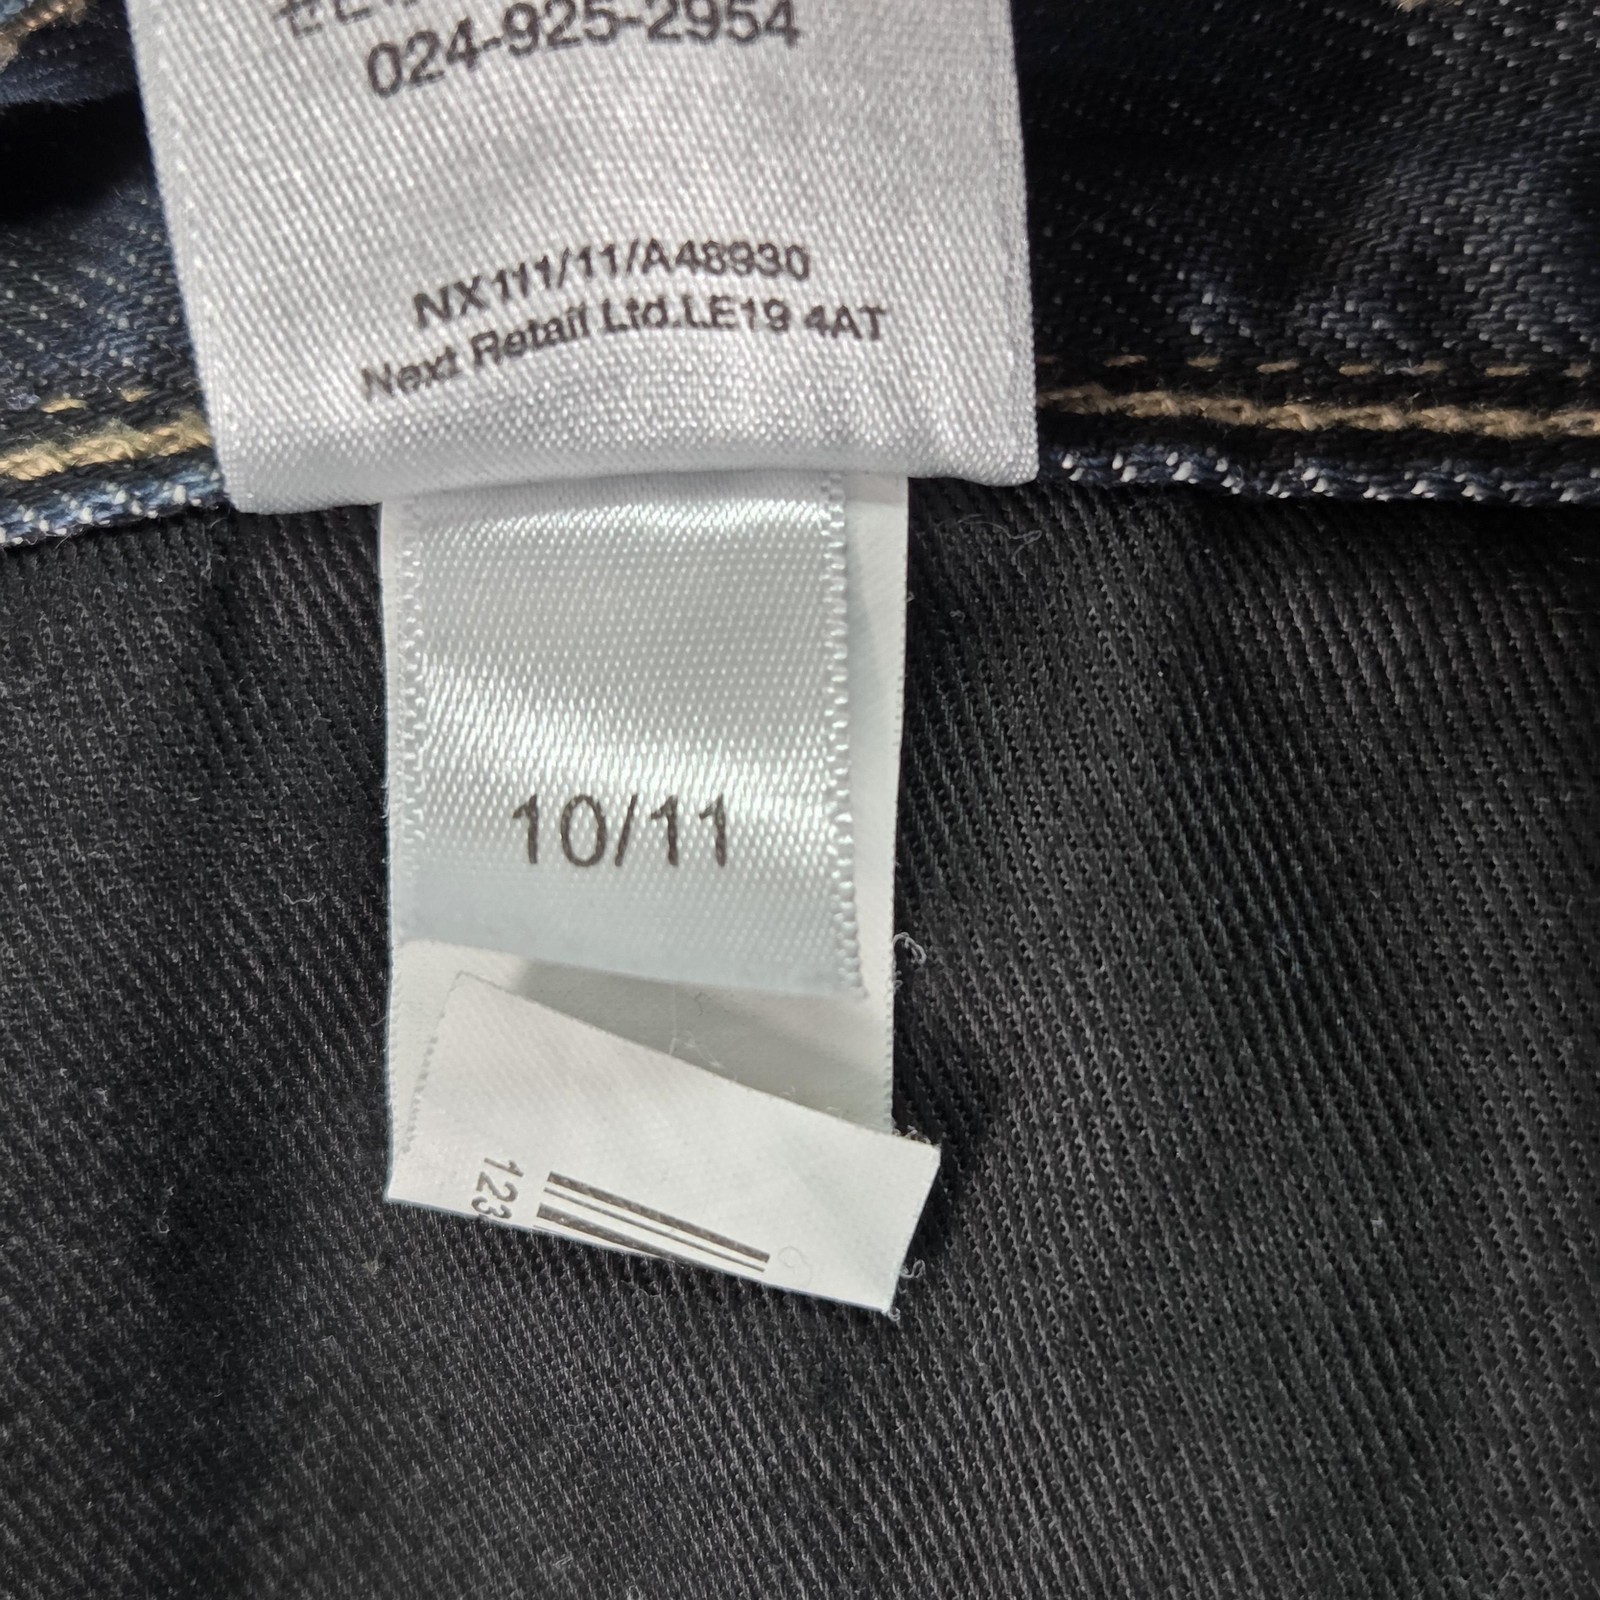 024-925-2954
NX111/11/A48930
Next Retail Ltd.LE19 4AT
10/11
123